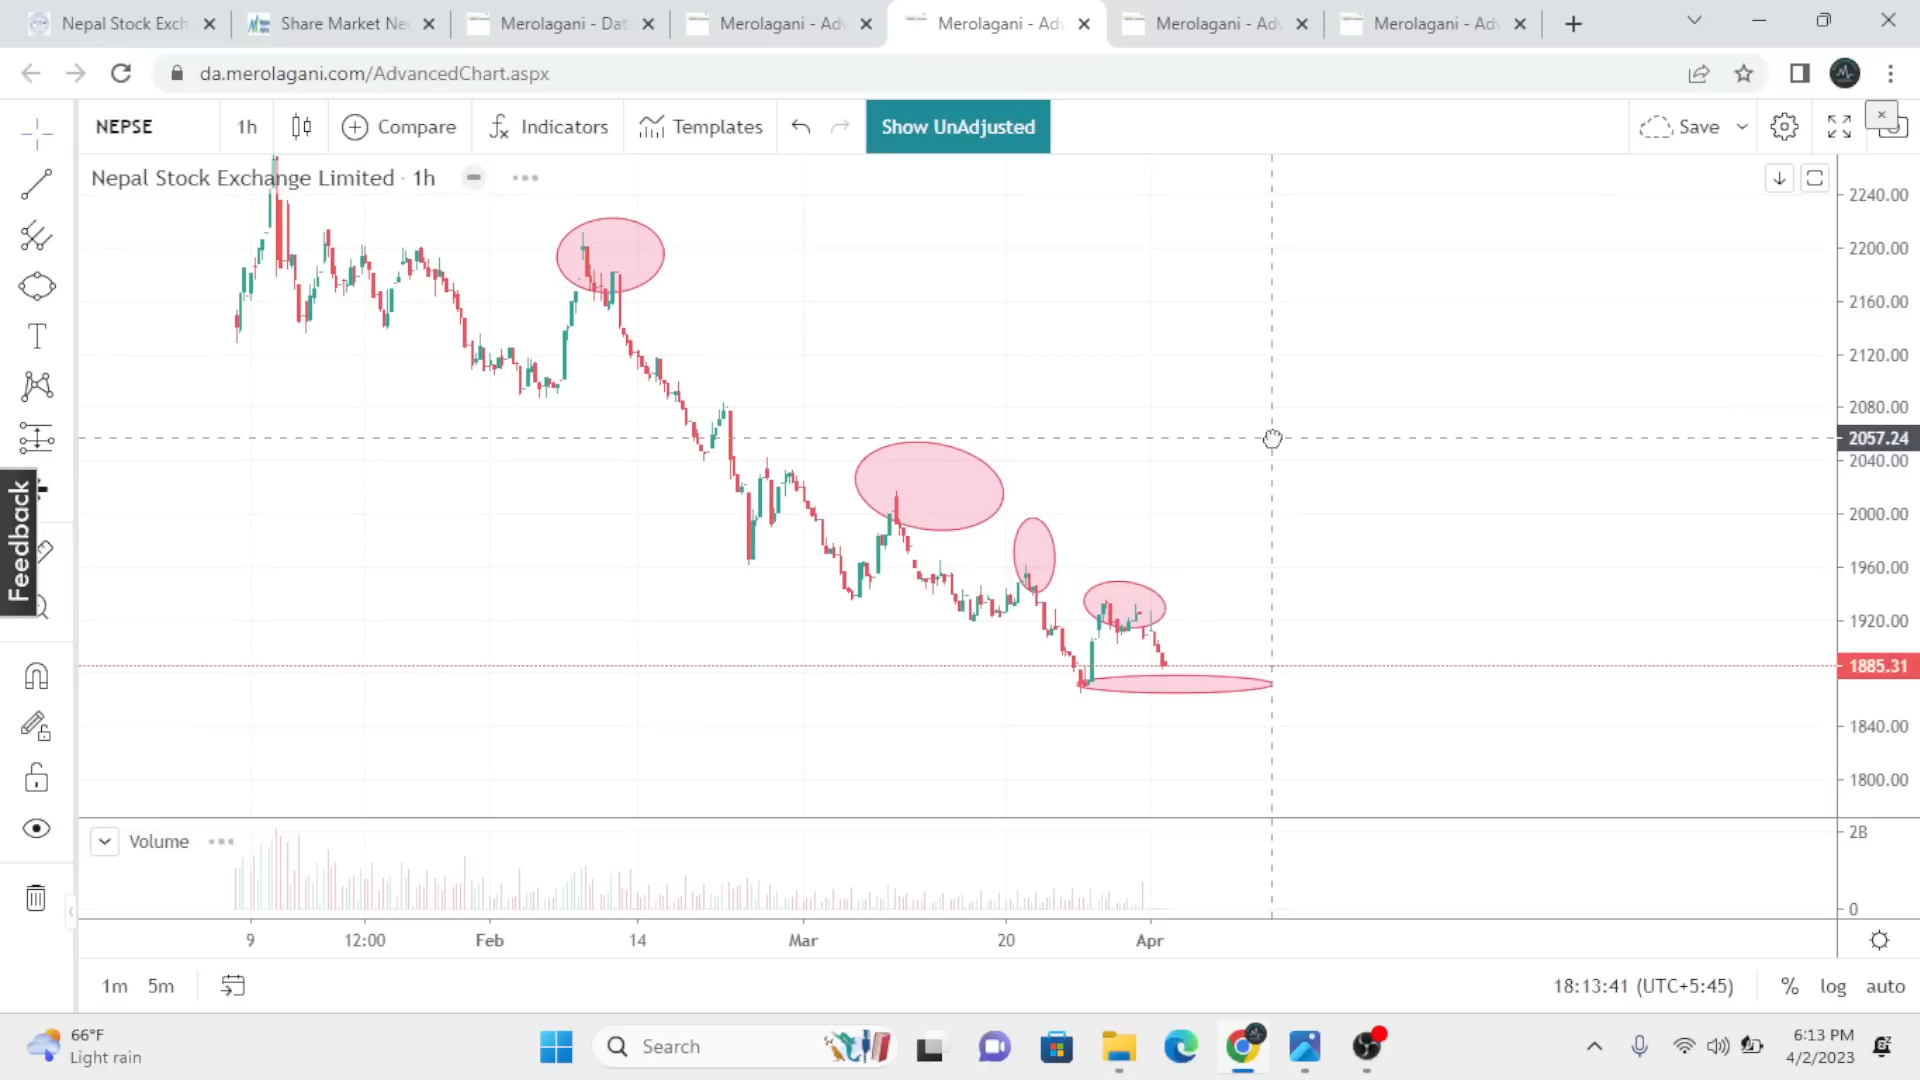 Nepal Stock Exch
Share Market Ne
Merolagani - Dat
Merolagani - Adv
Merolagani - Adv
Merolagani - Adv
Merolagani - Adv
da.merolagani.com/AdvancedChart.aspx
NEPSE
1h
Compare
Indicators
Templates
Show UnAdjusted
Save
Nepal Stock Exchange Limited · 1h
2240.00
2200.00
2160.00
2120.00
2080.00
2057.24
2040.00
2000.00
1960.00
1920.00
1885.31
1840.00
1800.00
Feedback
Volume
2B
0
9
12:00
Feb
14
Mar
20
Apr
1m
5m
18:13:41 (UTC+5:45)
%
log
auto
66°F
Light rain
Search
6:13 PM
4/2/2023